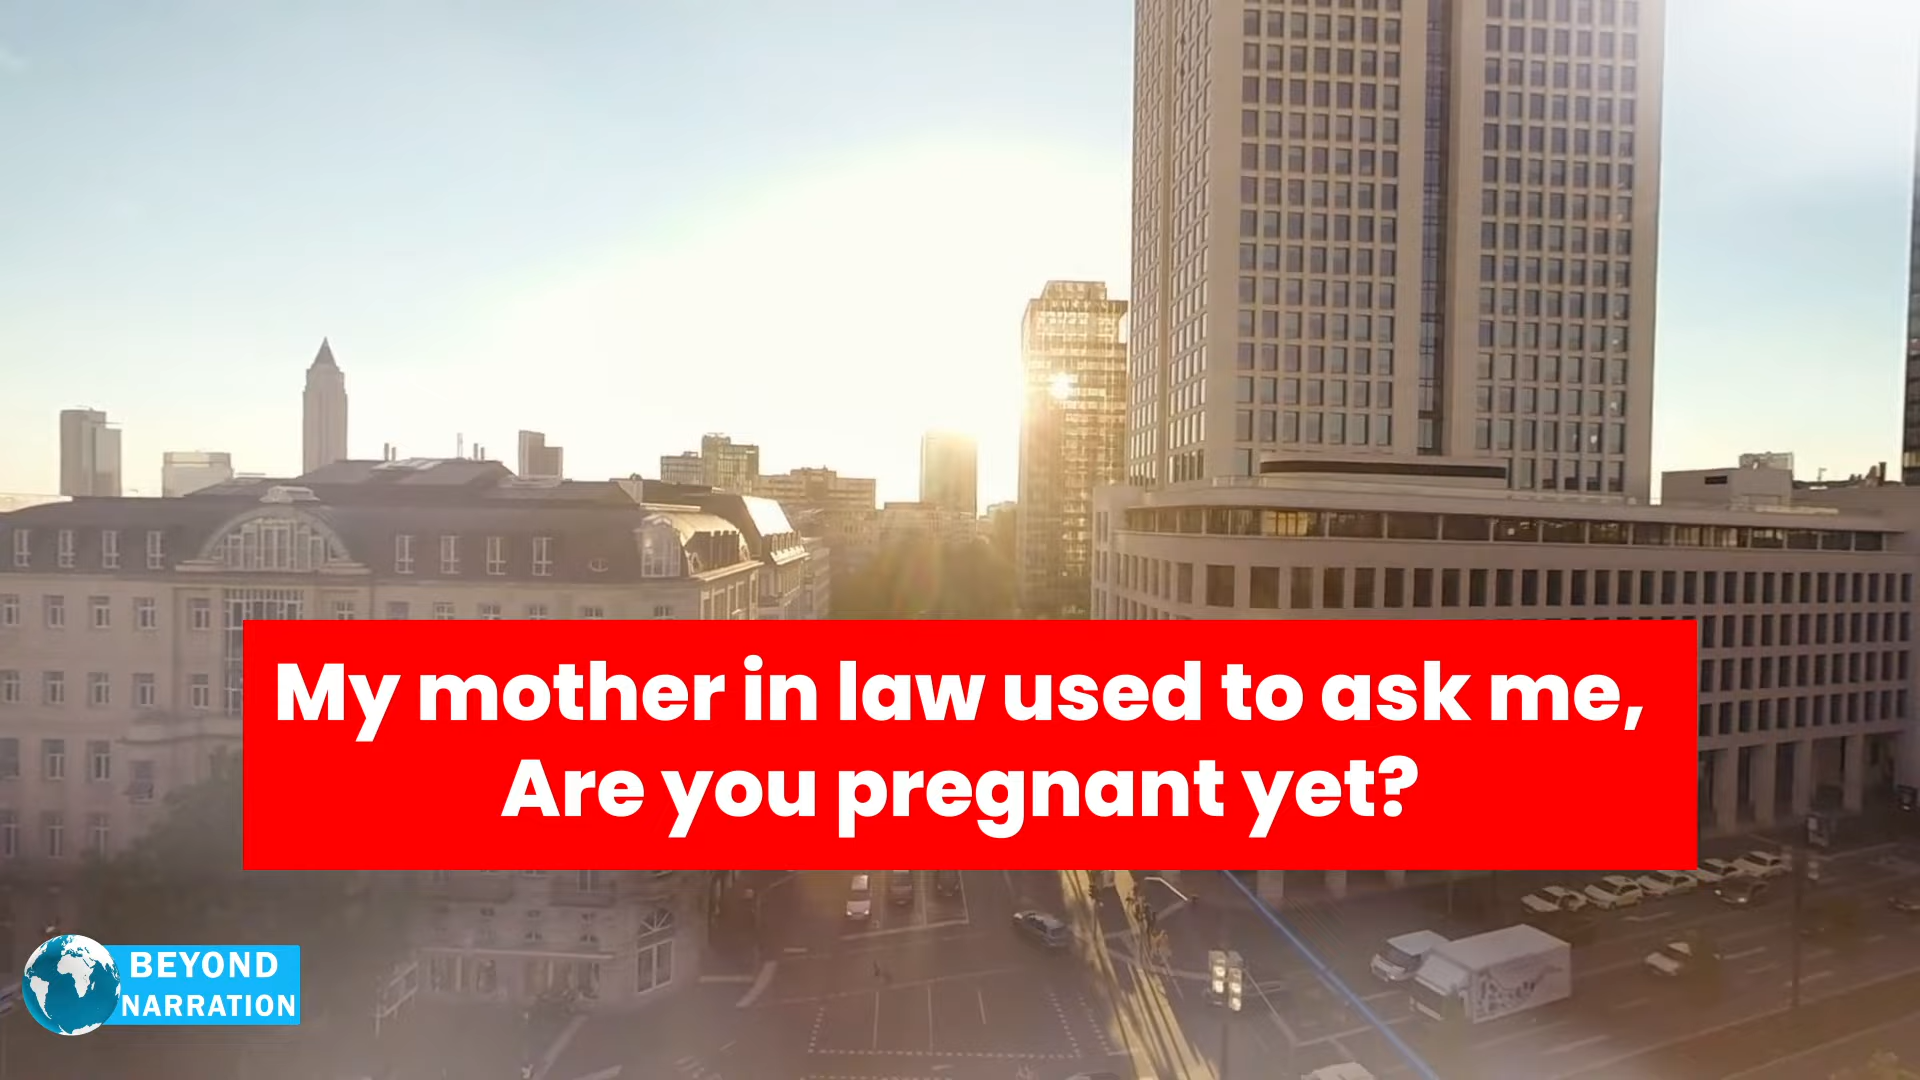 My mother in law used to ask me,
Are you pregnant yet?
BEYOND
NARRATION